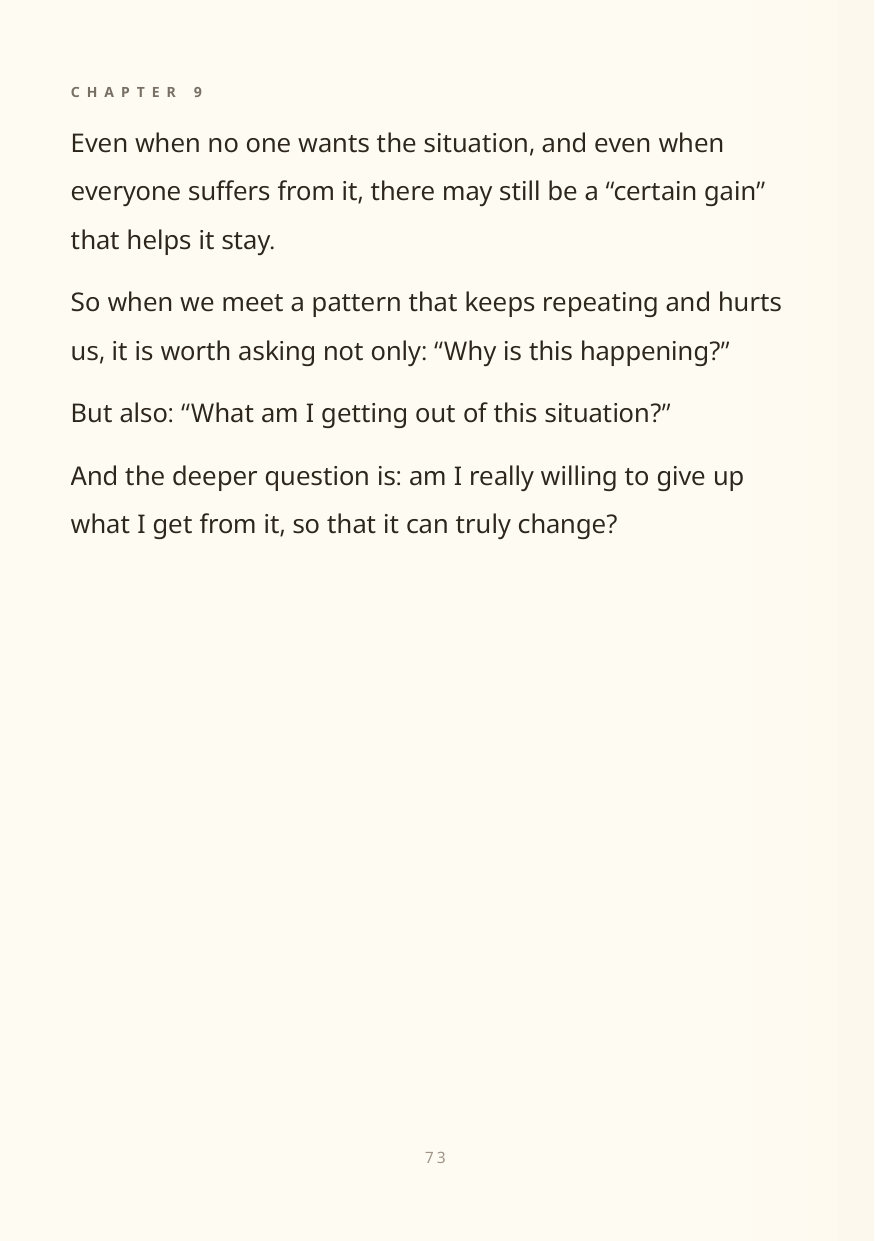 CHAPTER 9
Even when no one wants the situation, and even when
everyone suffers from it, there may still be a “certain gain”
that helps it stay.
So when we meet a pattern that keeps repeating and hurts
us, it is worth asking not only: “Why is this happening?”
But also: “What am I getting out of this situation?”
And the deeper question is: am I really willing to give up
what I get from it, so that it can truly change?
73